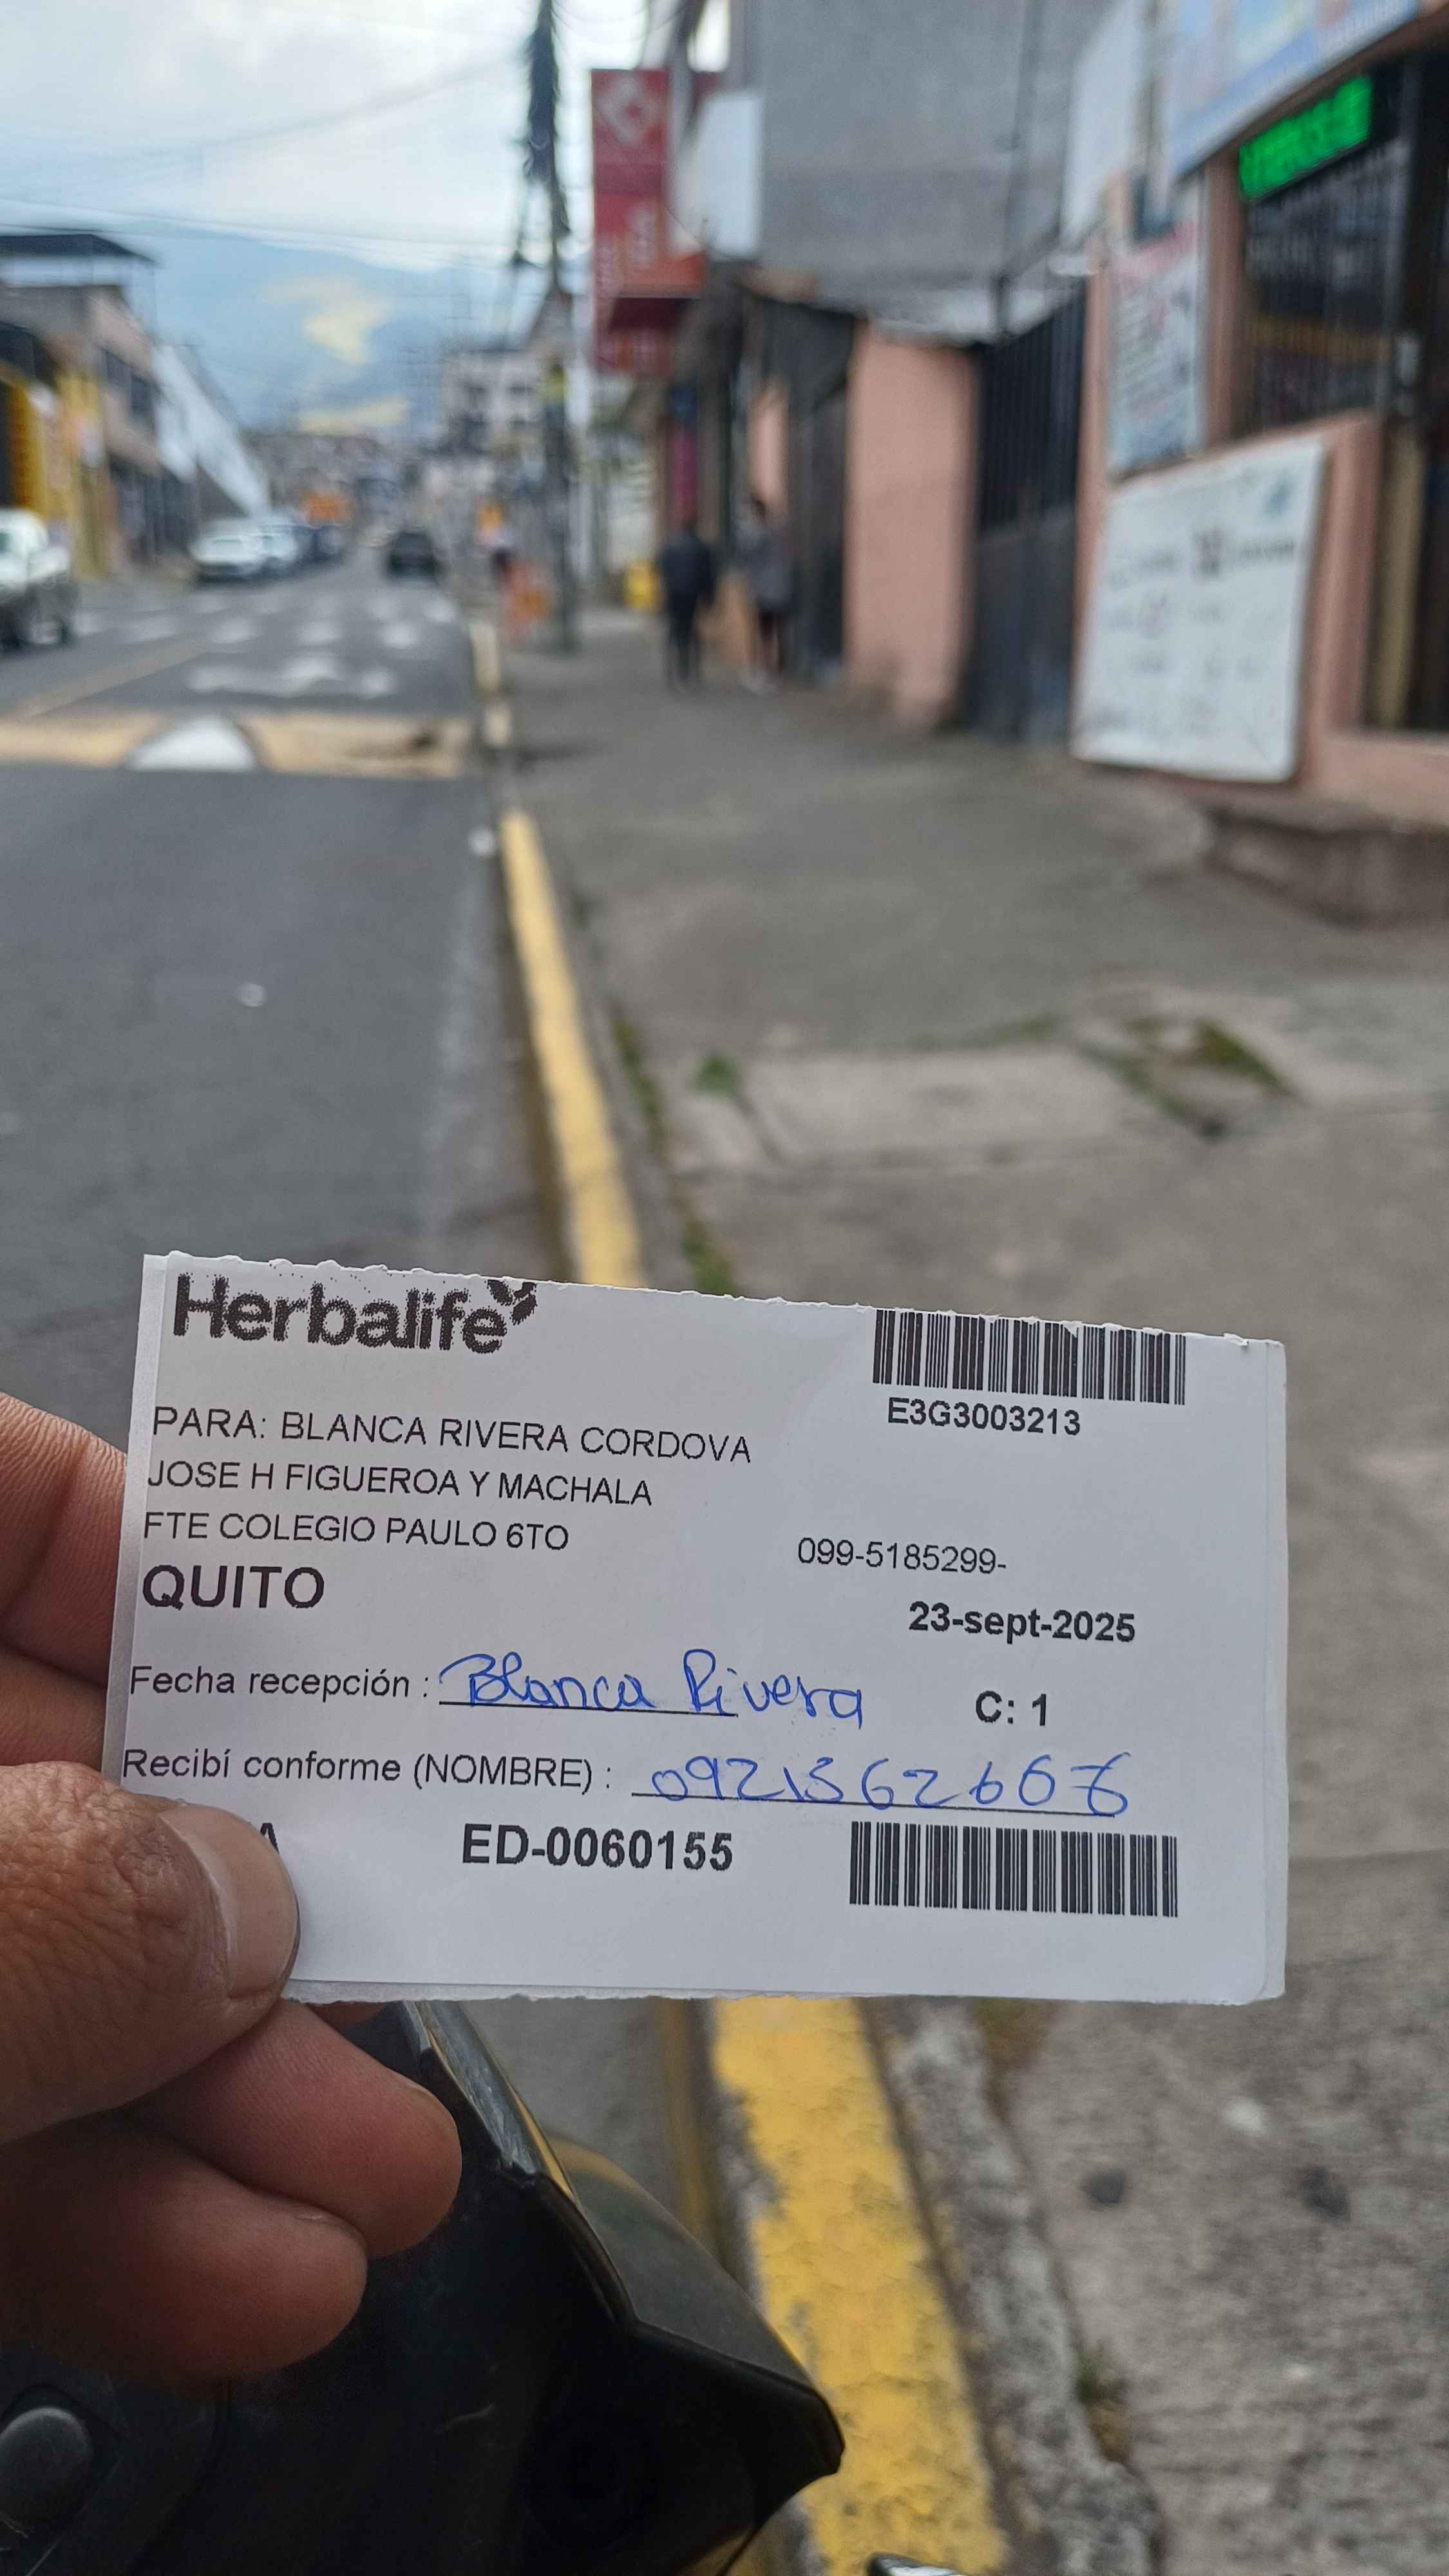 Herbalife
E3G3003213
PARA: BLANCA RIVERA CORDOVA
JOSE H FIGUEROA Y MACHALA
FTE COLEGIO PAULO 6TO
099-5185299-
QUITO
23-sept-2025
Fecha recepción : Blanca Rivera
C: 1
Recibí conforme (NOMBRE) :
ED-0060155